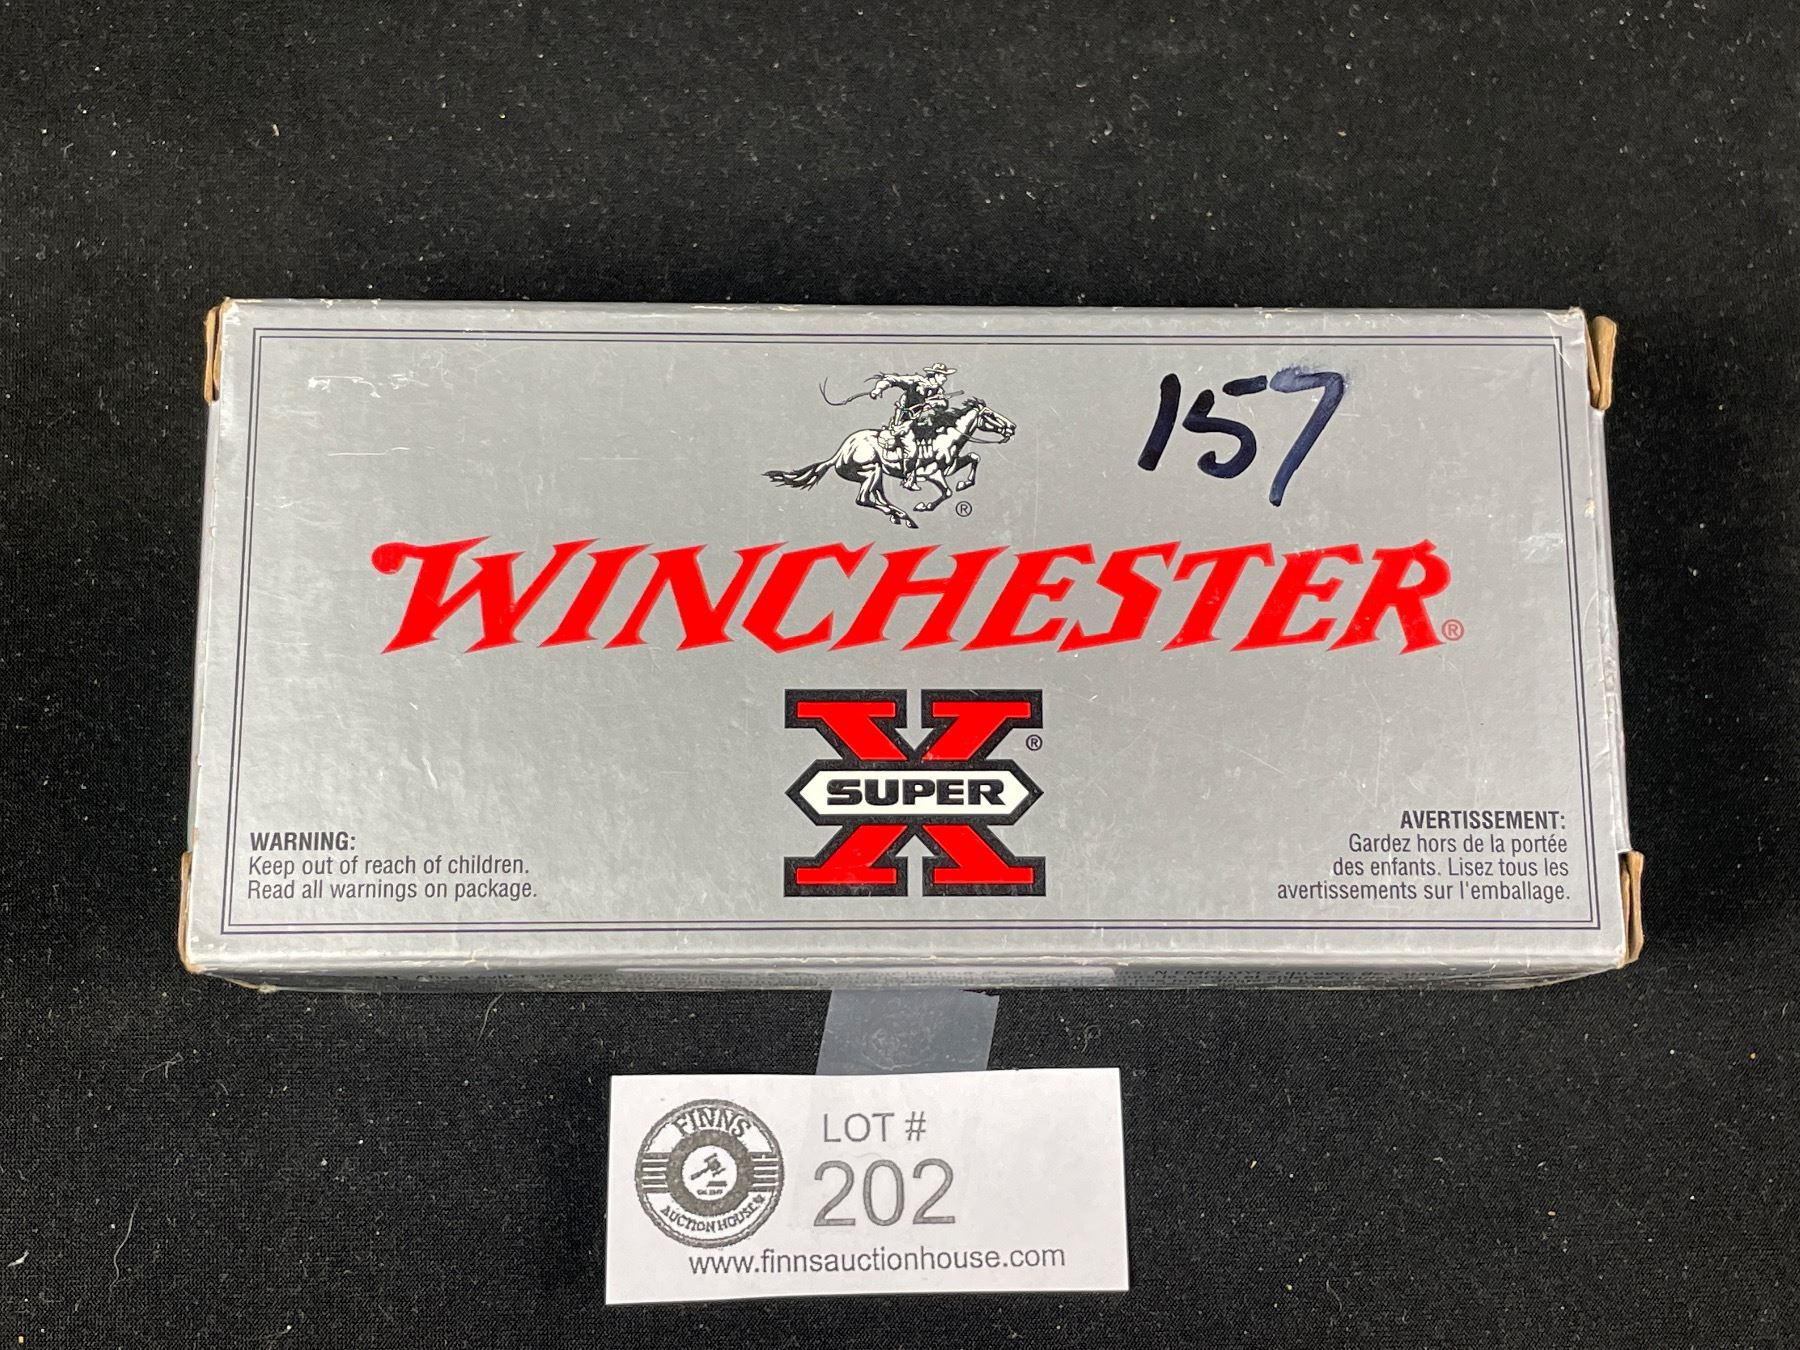 157
®
WINCHESTER®
X®
SUPER
WARNING:
Keep out of reach of children.
Read all warnings on package.
AVERTISSEMENT:
Gardez hors de la portée
des enfants. Lisez tous les
avertissements sur l'emballage.
FINNS
AUCTION HOUSE
LOT #
202
www.finnsauctionhouse.com